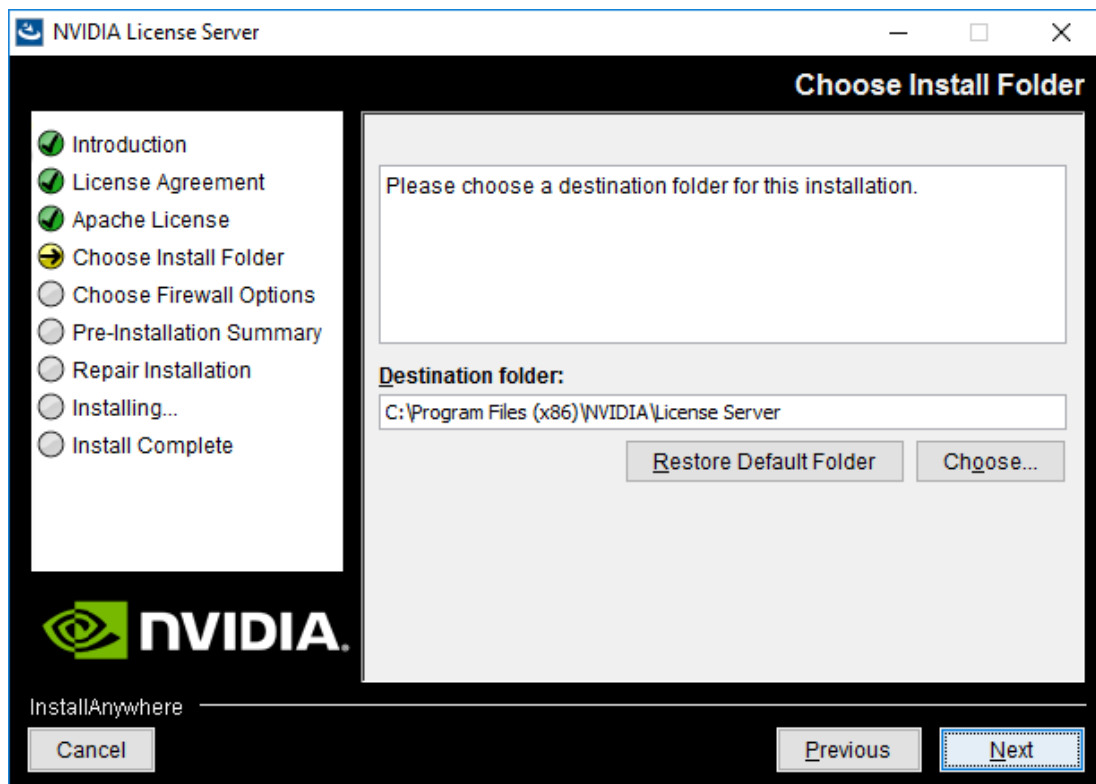 NVIDIA License Server
Choose Install Folder
Introduction
License Agreement
Apache License
Choose Install Folder
Choose Firewall Options
Pre-Installation Summary
Repair Installation
Installing...
Install Complete
Please choose a destination folder for this installation.
Destination folder:
C:\Program Files (x86)\NVIDIA\License Server
Restore Default Folder
Choose...
NVIDIA.
InstallAnywhere
Cancel
Previous
Next